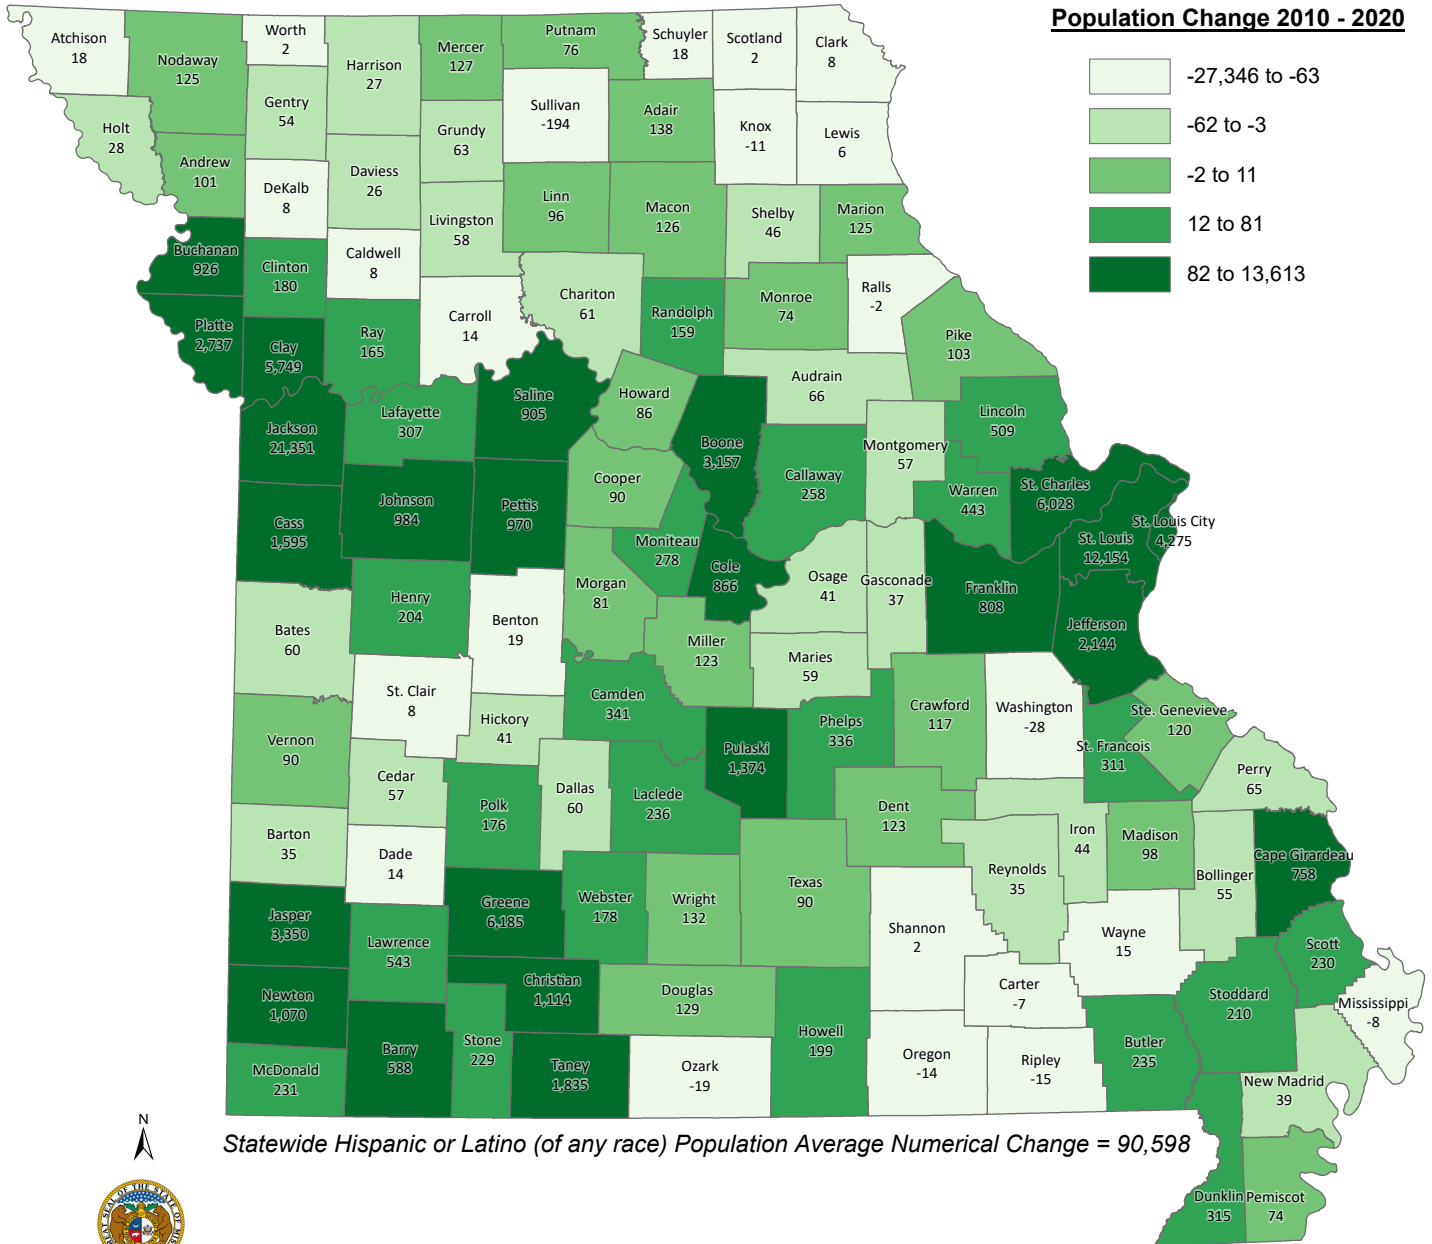 Population Change 2010 - 2020
-27,346 to -63
-62 to -3
-2 to 11
12 to 81
82 to 13,613
Atchison
18
Nodaway
125
Worth
2
Harrison
27
Mercer
127
Putnam
76
Schuyler
18
Scotland
2
Clark
8
Holt
28
Gentry
54
Andrew
101
DeKalb
8
Daviess
26
Grundy
63
Sullivan
-194
Adair
138
Knox
-11
Lewis
6
Livingston
58
Linn
96
Macon
126
Shelby
46
Marion
125
Buchanan
926
Clinton
180
Caldwell
8
Platte
2,737
Clay
5,749
Ray
165
Carroll
14
Chariton
61
Randolph
159
Monroe
74
Ralls
-2
Pike
103
Jackson
21,351
Lafayette
307
Saline
905
Howard
86
Boone
3,157
Audrain
66
Callaway
258
Montgomery
57
Lincoln
509
Warren
443
St. Charles
6,028
St. Louis City
4,275
St. Louis
12,154
Cass
1,595
Johnson
984
Pettis
970
Cooper
90
Moniteau
278
Cole
866
Osage
41
Gasconade
37
Franklin
808
Jefferson
2,144
Bates
60
Henry
204
Benton
19
Morgan
81
Miller
123
Maries
59
St. Clair
8
Hickory
41
Camden
341
Pulaski
1,374
Phelps
336
Crawford
117
Washington
-28
Ste. Genevieve
120
St. Francois
311
Perry
65
Vernon
90
Cedar
57
Polk
176
Dallas
60
Laclede
236
Dent
123
Iron
44
Madison
98
Bollinger
55
Cape Girardeau
758
Barton
35
Dade
14
Greene
6,185
Webster
178
Wright
132
Texas
90
Reynolds
35
Shannon
2
Wayne
15
Scott
230
Jasper
3,350
Lawrence
543
Christian
1,114
Douglas
129
Howell
199
Carter
-7
Stoddard
210
Mississippi
-8
Newton
1,070
McDonald
231
Barry
588
Stone
229
Taney
1,835
Ozark
-19
Oregon
-14
Ripley
-15
Butler
235
New Madrid
39
Dunklin
315
Pemiscot
74
N
Statewide Hispanic or Latino (of any race) Population Average Numerical Change = 90,598